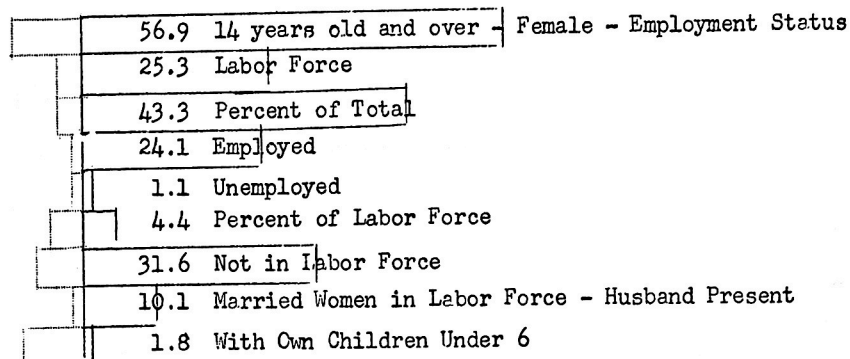 56.9 14 years old and over - Female - Employment Status
25.3 Labor Force
43.3 Percent of Total
24.1 Employed
1.1 Unemployed
4.4 Percent of Labor Force
31.6 Not in Labor Force
10.1 Married Women in Labor Force - Husband Present
1.8 With Own Children Under 6